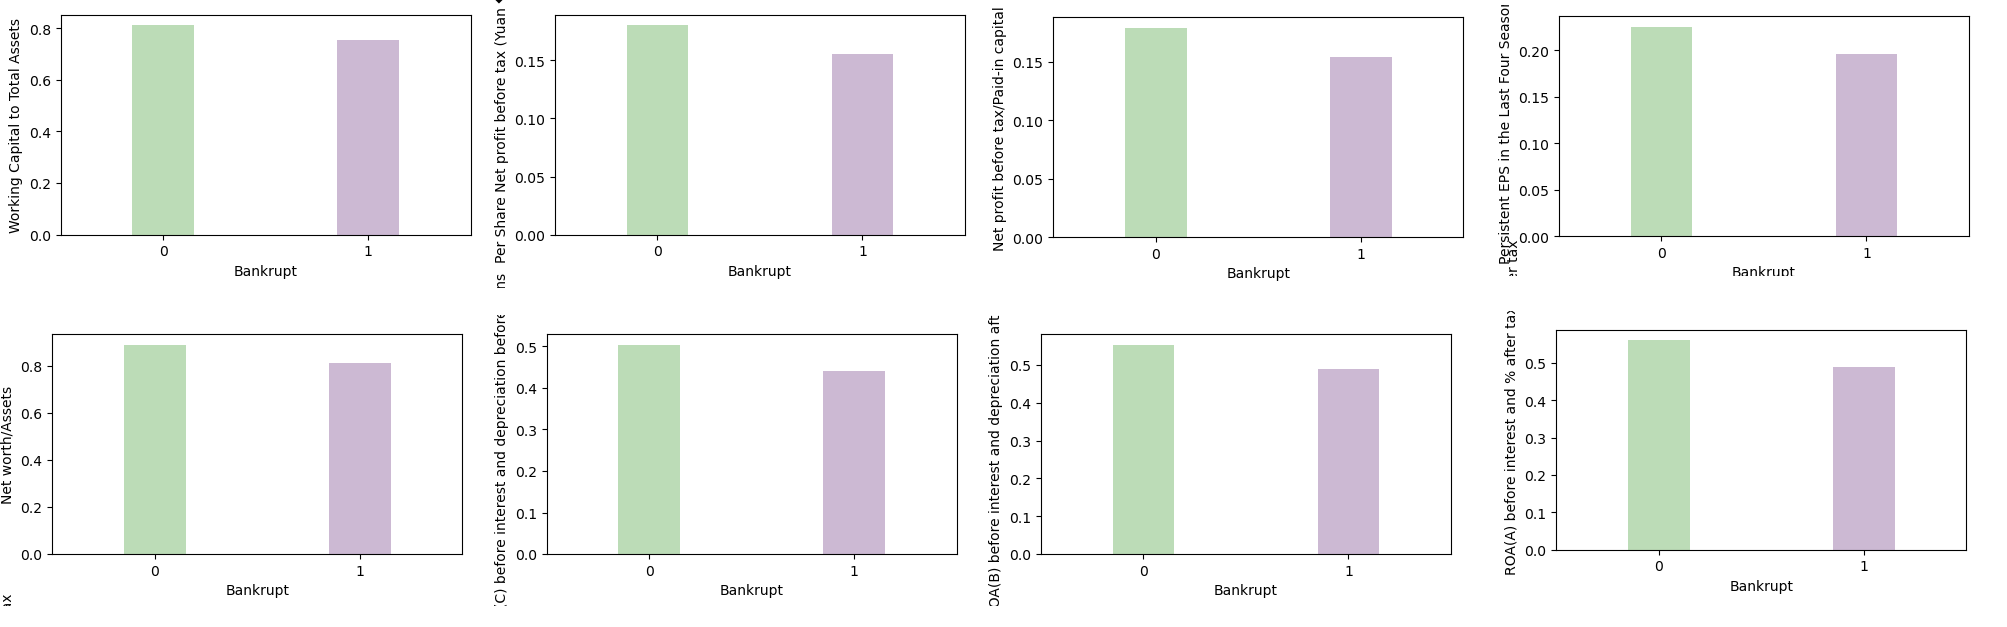 Working Capital to Total Assets
0.8
0.6
0.4
0.2
0.0
0 1
Bankrupt
Per Share Net profit before tax (Yuan
0.15
0.10
0.05
0.00
0 1
Bankrupt
Net profit before tax/Paid-in capital
0.15
0.10
0.05
0.00
0 1
Bankrupt
Persistent EPS in the Last Four Season
0.20
0.15
0.10
0.05
0.00
0 1
Bankrupt
Net worth/Assets
0.8
0.6
0.4
0.2
0.0
0 1
Bankrupt
ax
(C) before interest and depreciation before
ns
0.5
0.4
0.3
0.2
0.1
0.0
0 1
Bankrupt
OA(B) before interest and depreciation aft
0.5
0.4
0.3
0.2
0.1
0.0
0 1
Bankrupt
er tax
ROA(A) before interest and % after tax
0.5
0.4
0.3
0.2
0.1
0.0
0 1
Bankrupt